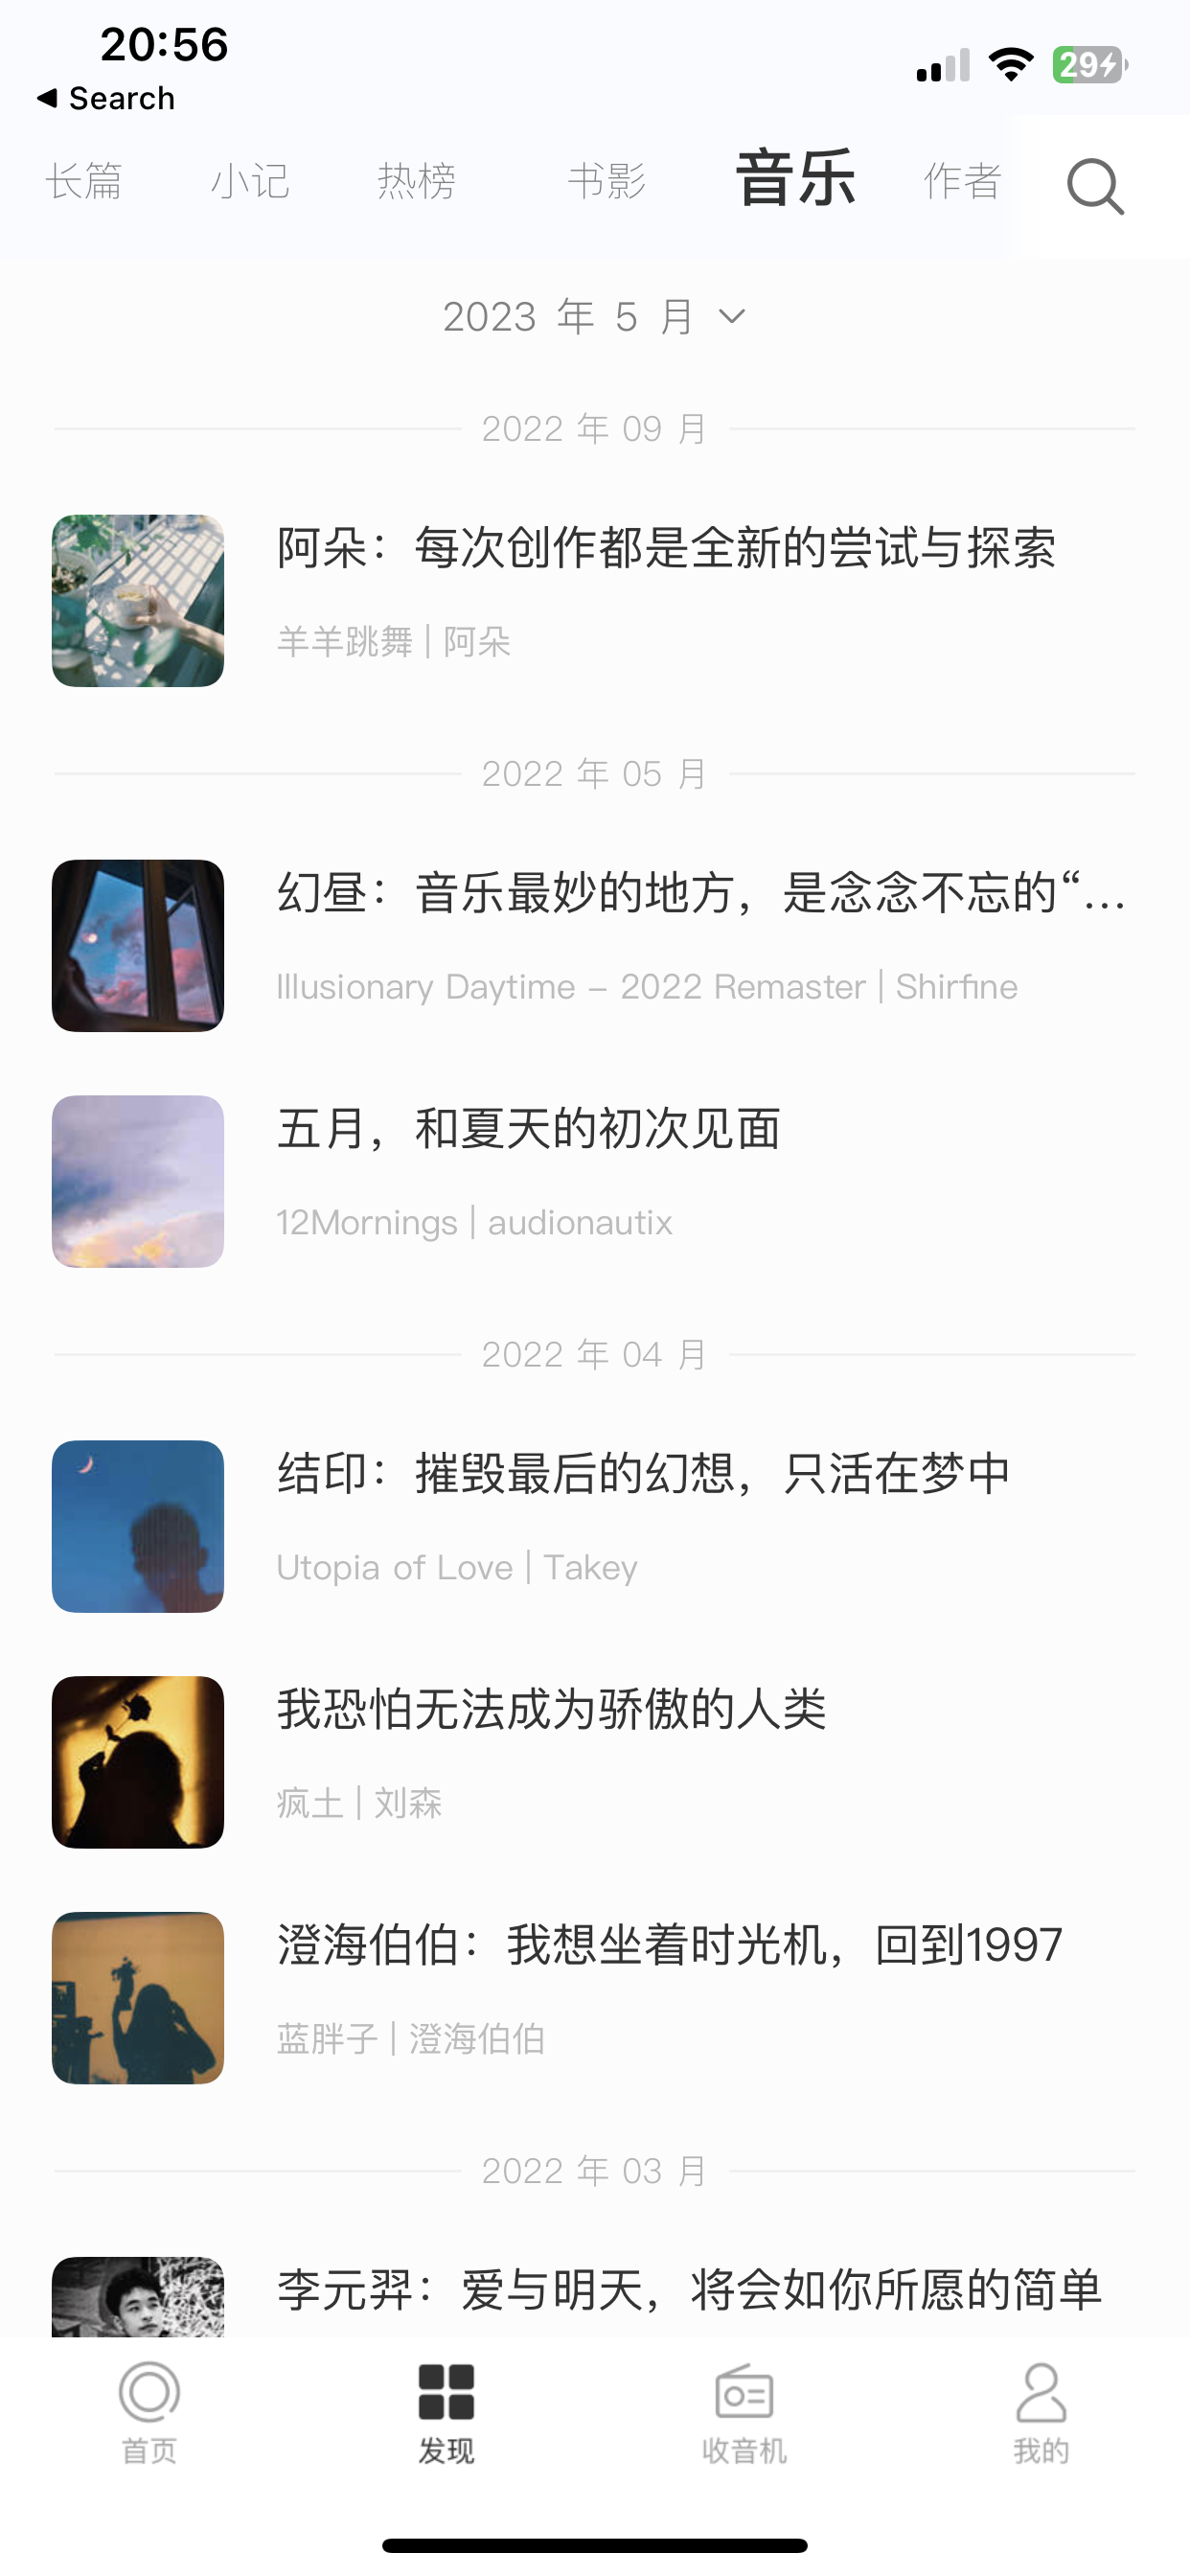 20:56
29
◀ Search
长篇 小记 热榜 书影 音乐 作者
2023 年 5 月
2022 年 09 月
阿朵：每次创作都是全新的尝试与探索
羊羊跳舞 | 阿朵
2022 年 05 月
幻昼：音乐最妙的地方，是念念不忘的“...
Illusionary Daytime – 2022 Remaster | Shirfine
五月，和夏天的初次见面
12Mornings | audionautix
2022 年 04 月
结印：摧毁最后的幻想，只活在梦中
Utopia of Love | Takey
我恐怕无法成为骄傲的人类
疯土 | 刘森
澄海伯伯：我想坐着时光机，回到1997
蓝胖子 | 澄海伯伯
2022 年 03 月
李元羿：爱与明天，将会如你所愿的简单
首页 发现 收音机 我的